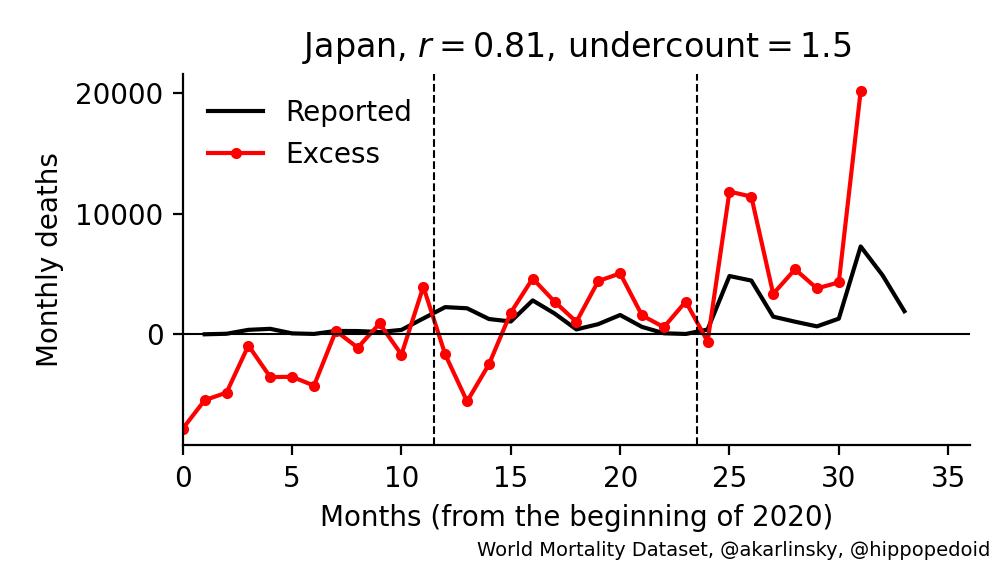 Japan, r = 0.81, undercount = 1.5
Reported
Excess
20000
10000
0
Monthly deaths
0 5 10 15 20 25 30 35
Months (from the beginning of 2020)
World Mortality Dataset, @akarlinsky, @hippopedoid